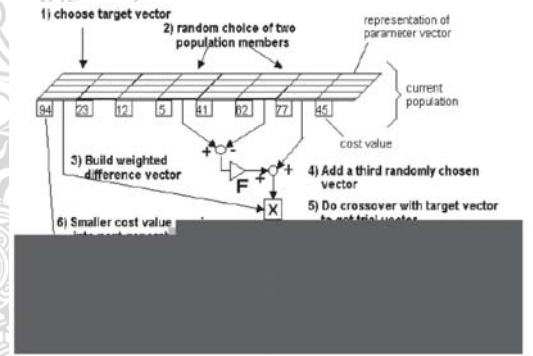 1) choose target vector
2) random choice of two
population members
representation of
parameter vector
current
population
94 23 12 5 41 62 77 45
cost value
+ -
3) Build weighted
difference vector
F + +
4) Add a third randomly chosen
vector
X
5) Do crossover with target vector
6) Smaller cost value